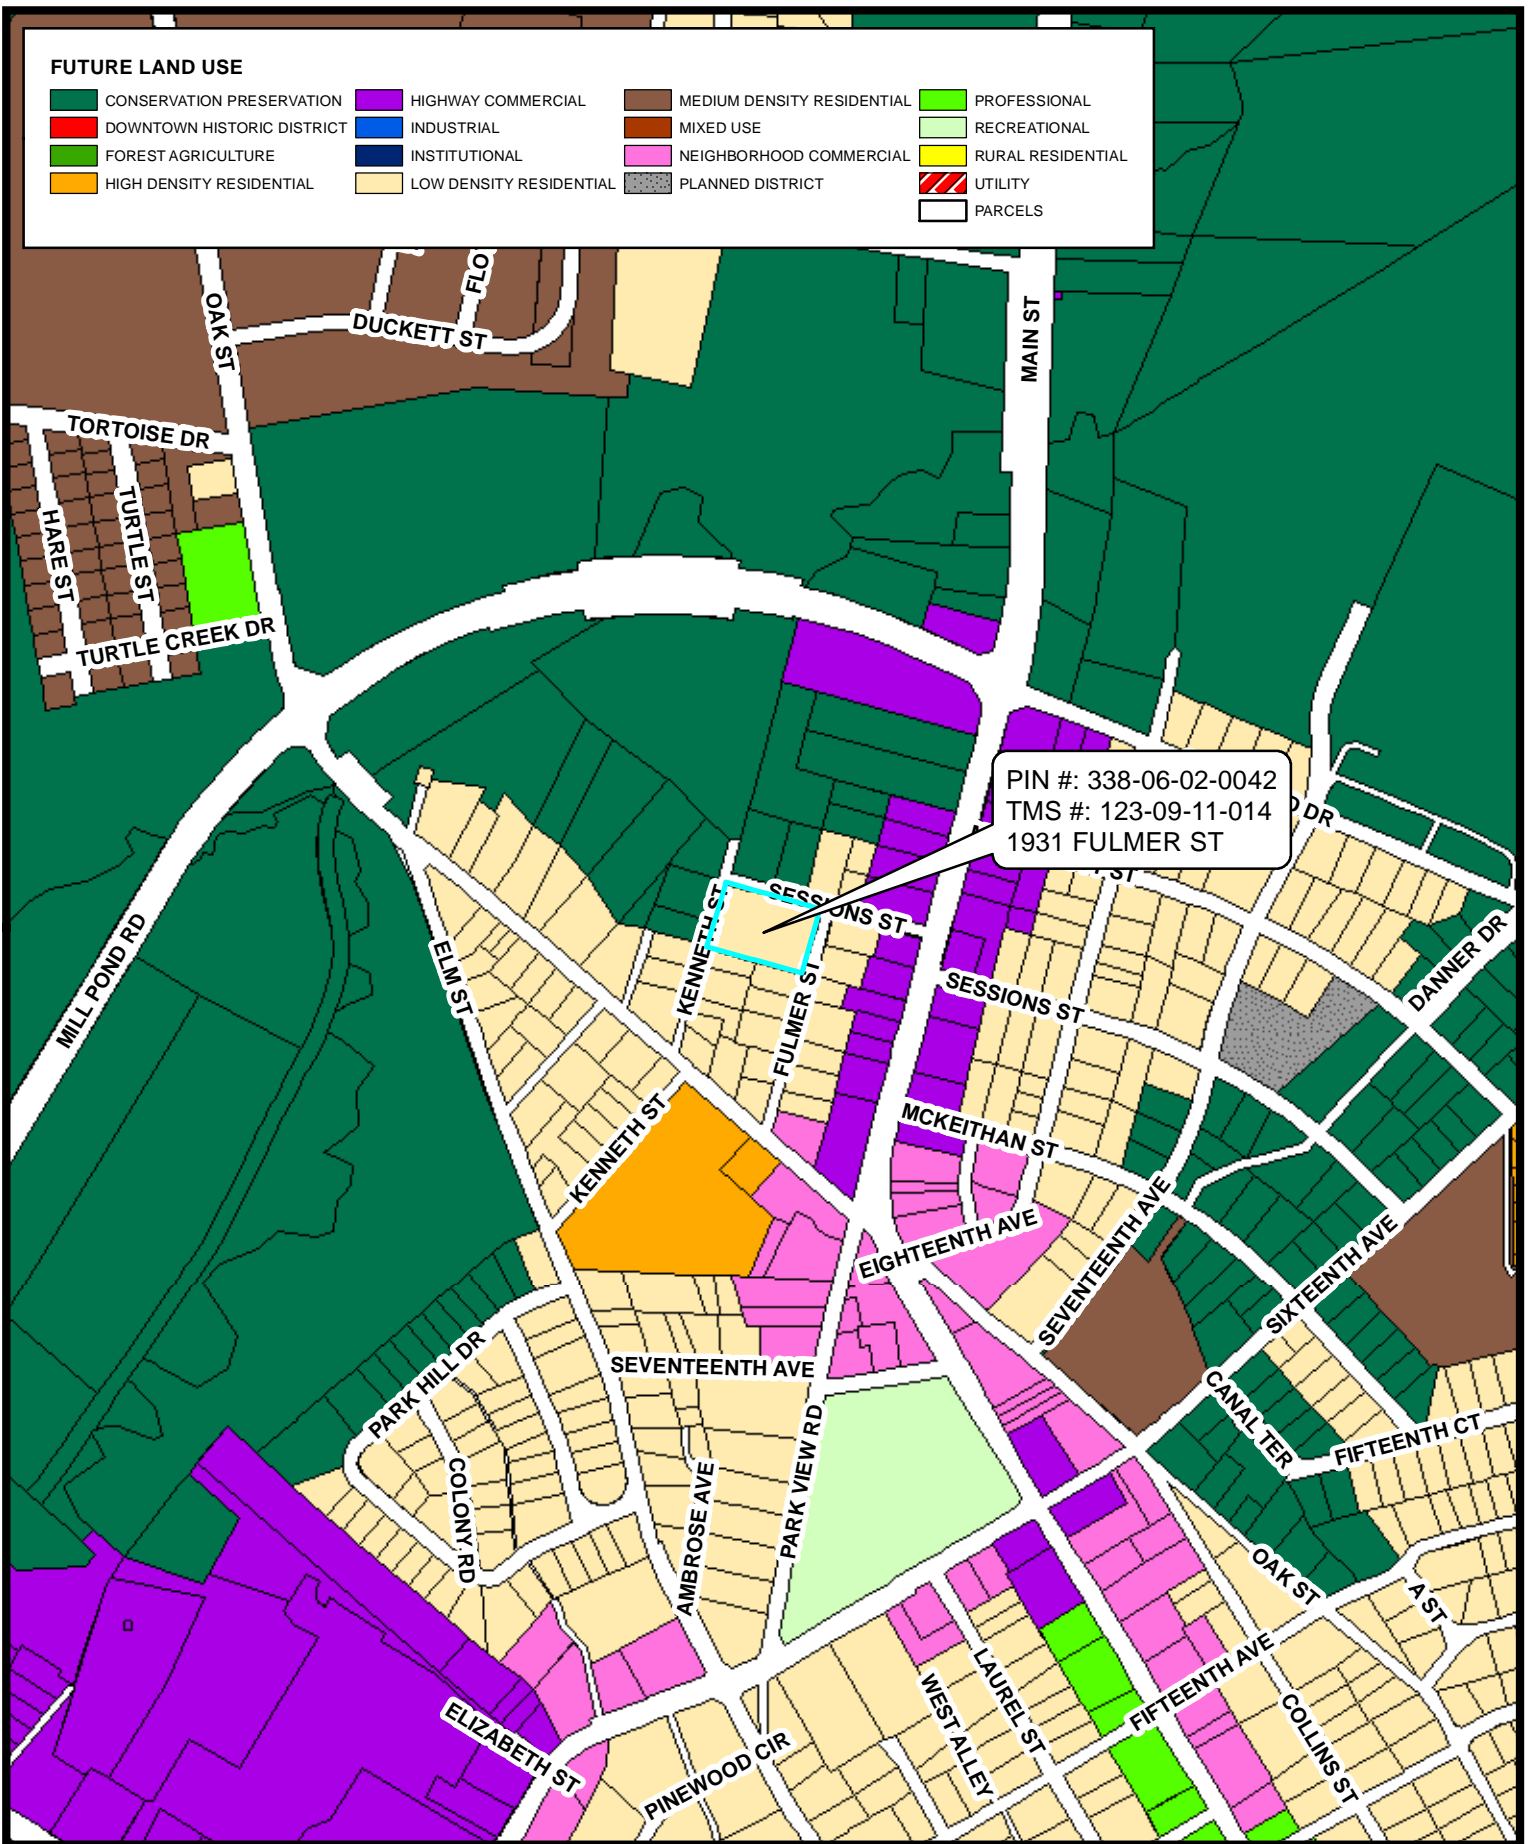 FUTURE LAND USE
CONSERVATION PRESERVATION
DOWNTOWN HISTORIC DISTRICT
FOREST AGRICULTURE
HIGH DENSITY RESIDENTIAL
HIGHWAY COMMERCIAL
INDUSTRIAL
INSTITUTIONAL
LOW DENSITY RESIDENTIAL
MEDIUM DENSITY RESIDENTIAL
MIXED USE
NEIGHBORHOOD COMMERCIAL
PLANNED DISTRICT
PROFESSIONAL
RECREATIONAL
RURAL RESIDENTIAL
UTILITY
PARCELS
FLO
OAK ST
DUCKETT ST
MAIN ST
TORTOISE DR
HARE ST
TURTLE ST
TURTLE CREEK DR
PIN #: 338-06-02-0042
TMS #: 123-09-11-014
1931 FULMER ST
DR
ST
MILL POND RD
ELM ST
KENNETH ST
SESSIONS ST
FULMER ST
SESSIONS ST
DANNER DR
KENNETH ST
MCKEITHAN ST
EIGHTEENTH AVE
SEVENTEENTH AVE
SIXTEENTH AVE
PARK HILL DR
SEVENTEENTH AVE
COLONY RD
AMBROSE AVE
PARK VIEW RD
CANAL TER
FIFTEENTH CT
OAK ST
A ST
ELIZABETH ST
PINEWOOD CIR
WEST ALLEY
LAUREL ST
FIFTEENTH AVE
COLLINS ST